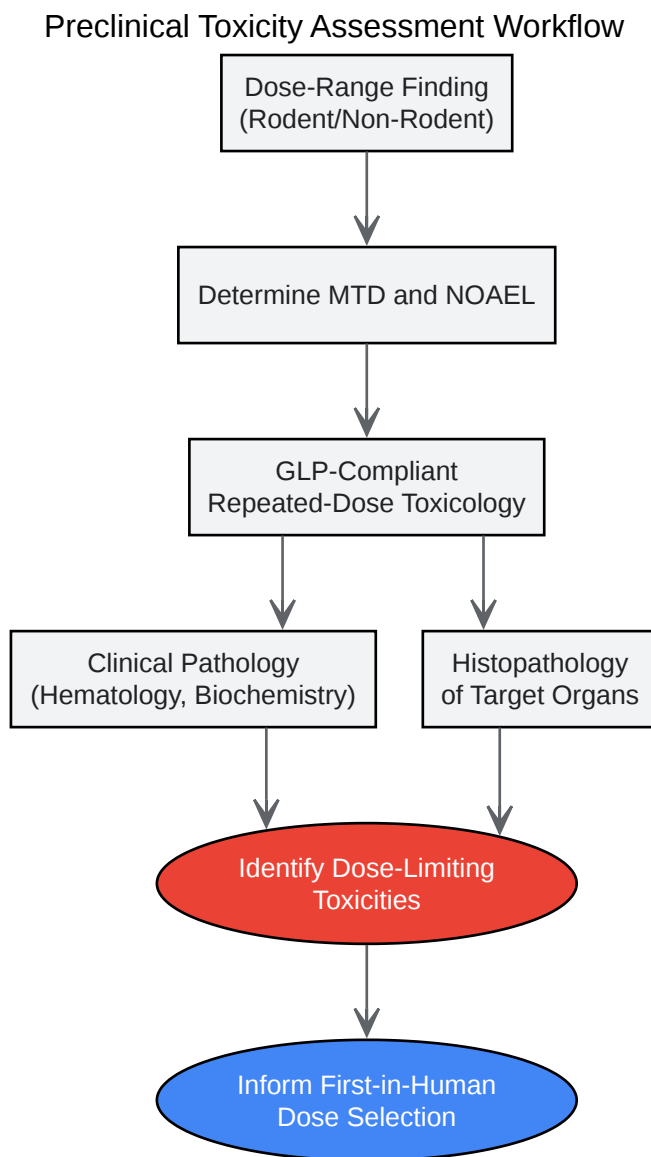 Preclinical Toxicity Assessment Workflow
Dose-Range Finding
(Rodent/Non-Rodent)
Determine MTD and NOAEL
GLP-Compliant
Repeated-Dose Toxicology
Clinical Pathology
(Hematology, Biochemistry)
Histopathology
of Target Organs
Identify Dose-Limiting
Toxicities
Inform First-in-Human
Dose Selection